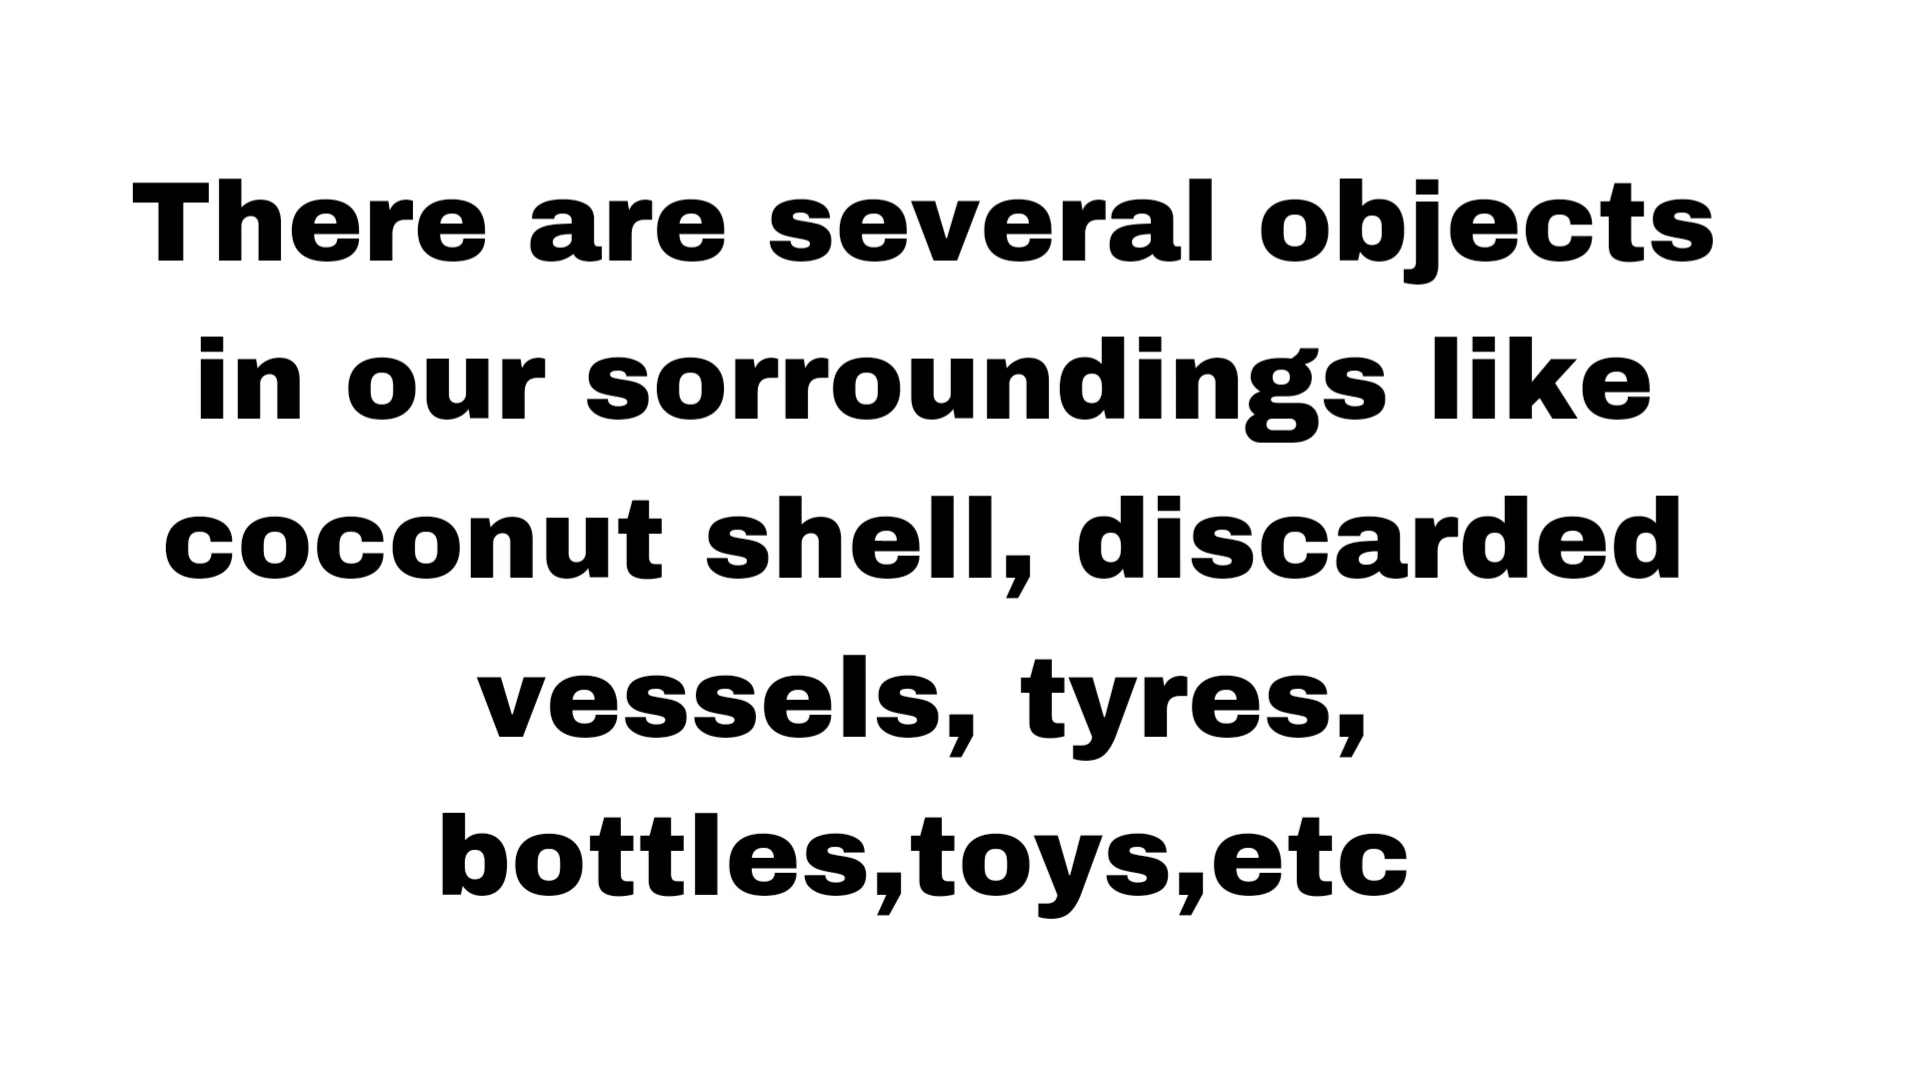 There are several objects
in our sorroundings like
coconut shell, discarded
vessels, tyres,
bottles,toys,etc